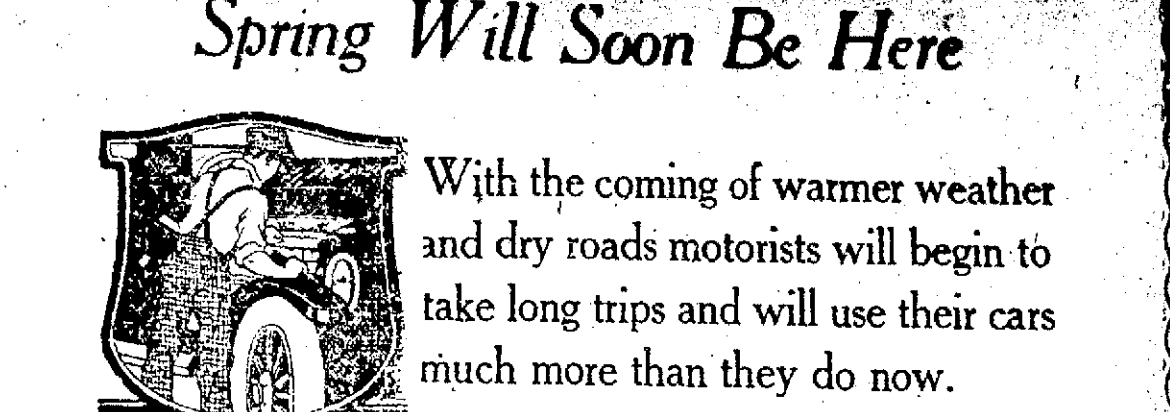 Spring Will Soon Be Here
With the coming of warmer weather
and dry roads motorists will begin to
take long trips and will use their cars
much more than they do now.